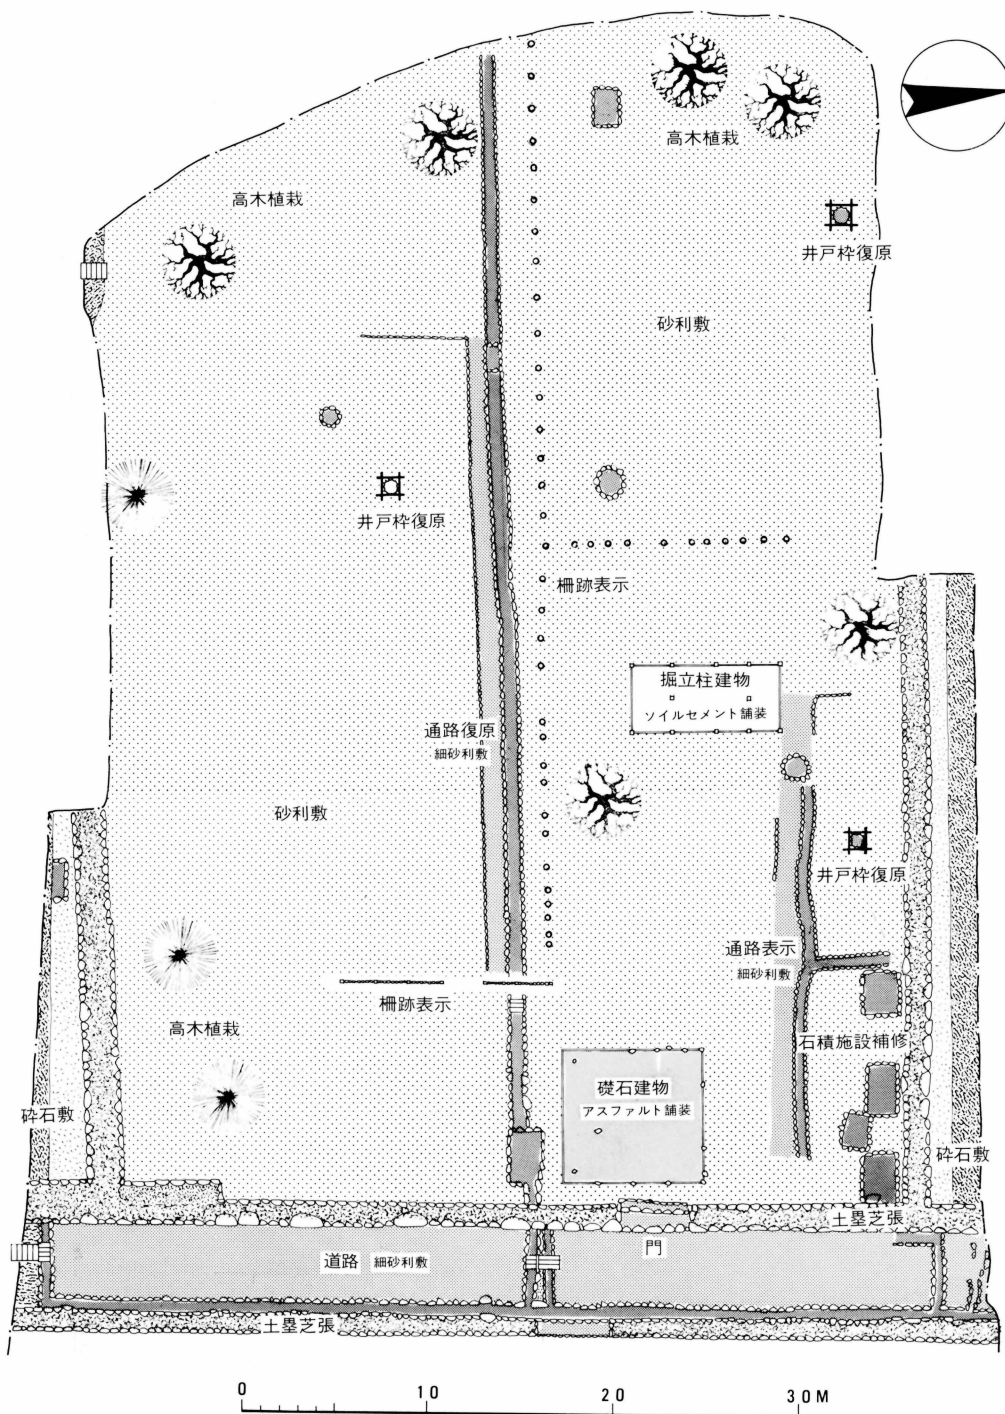 高木植栽
高木植栽
井戸枠復原
砂利敷
井戸枠復原
柵跡表示
掘立柱建物
ソイルセメント舗装
通路復原
細砂利敷
砂利敷
井戸枠復原
通路表示
細砂利敷
柵跡表示
高木植栽
石積施設補修
礎石建物
アスファルト舗装
砕石敷
砕石敷
土塁芝張
門
道路 細砂利敷
土塁芝張
0 10 20 30M